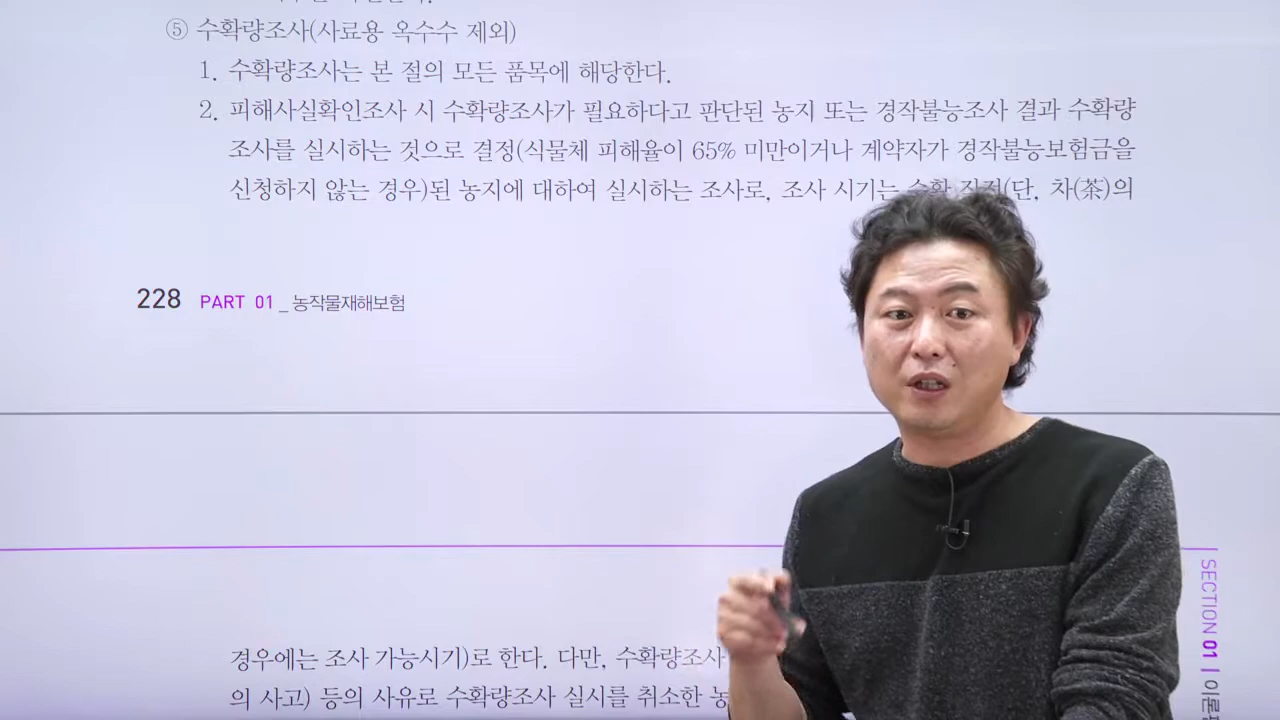 ⑤ 수확량조사(사료용 옥수수 제외)
1. 수확량조사는 본 절의 모든 품목에 해당한다.
2. 피해사실확인조사 시 수확량조사가 필요하다고 판단된 농지 또는 경작불능조사 결과 수확량
조사를 실시하는 것으로 결정(식물체 피해율이 65% 미만이거나 계약자가 경작불능보험금을
신청하지 않는 경우)된 농지에 대하여 실시하는 조사로, 조사 시기는 수확 직전(단, 차(茶)의
228 PART 01 _ 농작물재해보험
SECTION 01
경우에는 조사 가능시기)로 한다. 다만, 수확량조사
의 사고) 등의 사유로 수확량조사 실시를 취소한